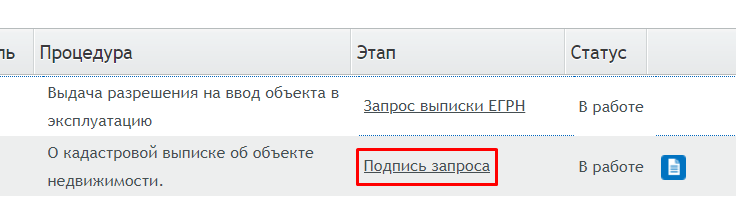 ль Процедура Этап Статус
Выдача разрешения на ввод объекта в
эксплуатацию
Запрос выписки ЕГРН
В работе
О кадастровой выписке об объекте
недвижимости.
Подпись запроса
В работе